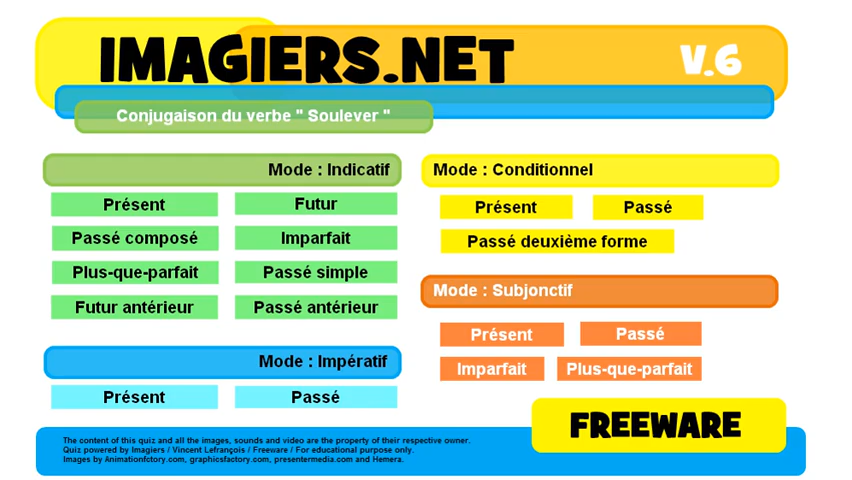 IMAGIERS.NET
V.6
Conjugaison du verbe " Soulever "
Mode : Indicatif
Présent
Futur
Passé composé
Imparfait
Plus-que-parfait
Passé simple
Futur antérieur
Passé antérieur
Mode : Impératif
Présent
Passé
Mode : Conditionnel
Présent
Passé
Passé deuxième forme
Mode : Subjonctif
Présent
Passé
Imparfait
Plus-que-parfait
FREEWARE
The content of this quiz and all the images, sounds and video are the property of their respective owner.
Quiz powered by Imagiers / Vincent Lefrançois / Freeware / For educational purpose only.
Images by Animationfctory.com, graphicsfactory.com, presentermedia.com and Hemera.